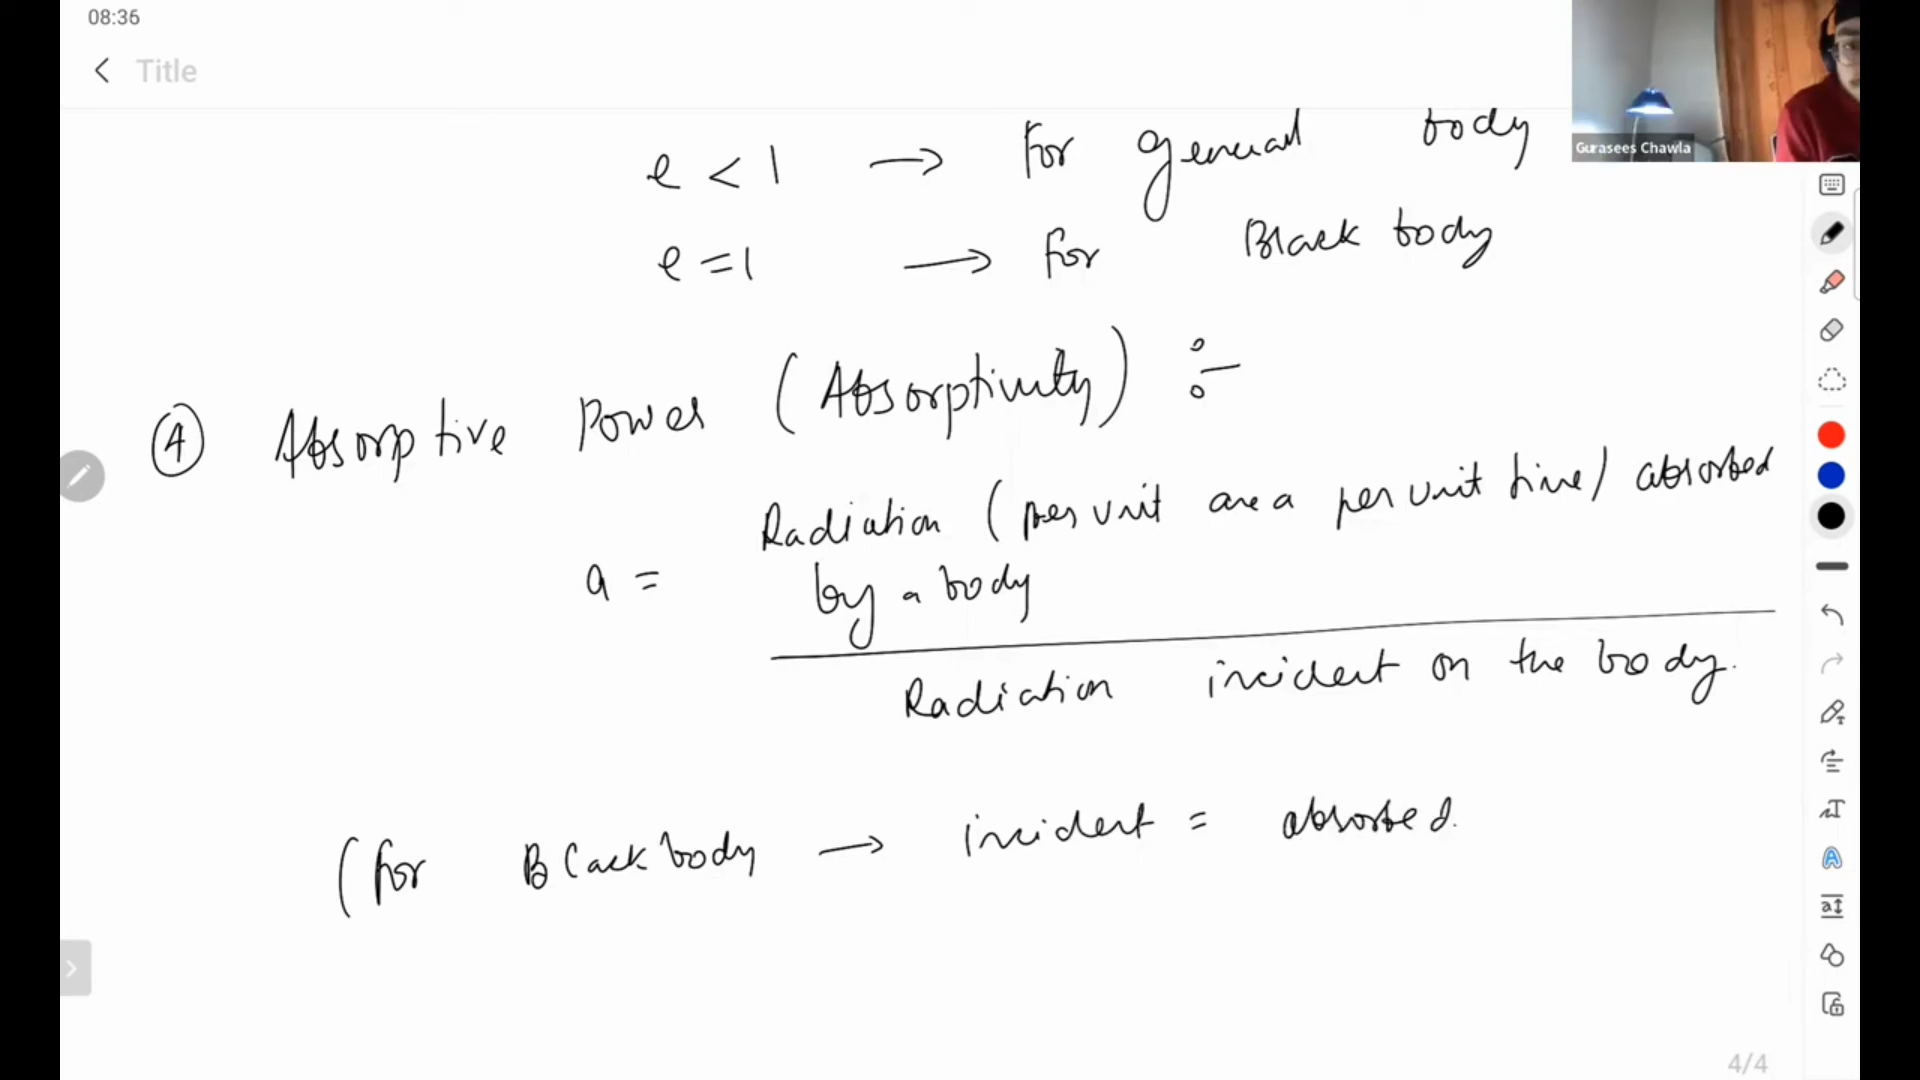 08:36
Title
Gurasees Chawla
e < 1 → for general body
e = 1 → for Black body
④ Absorptive Power (Absorptivity) :-
Radiation (per unit area per unit time) absorbed
by a body
a =
Radiation incident on the body.
(for Black body → incident = absorbed.
4/4